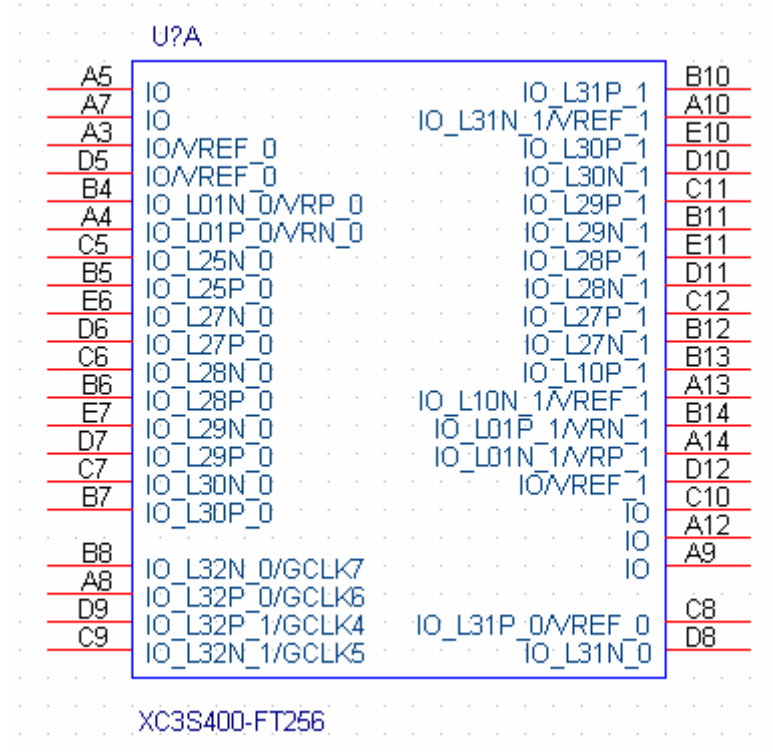 U?A
A5 IO IO_L31P_1 B10
A7 IO IO_L31N_1/VREF_1 A10
A3 IO/VREF_0 IO_L30P_1 E10
D5 IO/VREF_0 IO_L30N_1 D10
B4 IO_L01N_0/VRP_0 IO_L29P_1 C11
A4 IO_L01P_0/VRN_0 IO_L29N_1 B11
C5 IO_L25N_0 IO_L28P_1 E11
B5 IO_L25P_0 IO_L28N_1 D11
E6 IO_L27N_0 IO_L27P_1 C12
D6 IO_L27P_0 IO_L27N_1 B12
C6 IO_L28N_0 IO_L10P_1 B13
B6 IO_L28P_0 IO_L10N_1/VREF_1 A13
E7 IO_L29N_0 IO_L01P_1/VRN_1 B14
D7 IO_L29P_0 IO_L01N_1/VRP_1 A14
C7 IO_L30N_0 IO/VREF_1 D12
B7 IO_L30P_0 IO C10
IO A12
B8 IO_L32N_0/GCLK7 IO A9
A8 IO_L32P_0/GCLK6
D9 IO_L32P_1/GCLK4 IO_L31P_0/VREF_0 C8
C9 IO_L32N_1/GCLK5 IO_L31N_0 D8
XC3S400-FT256